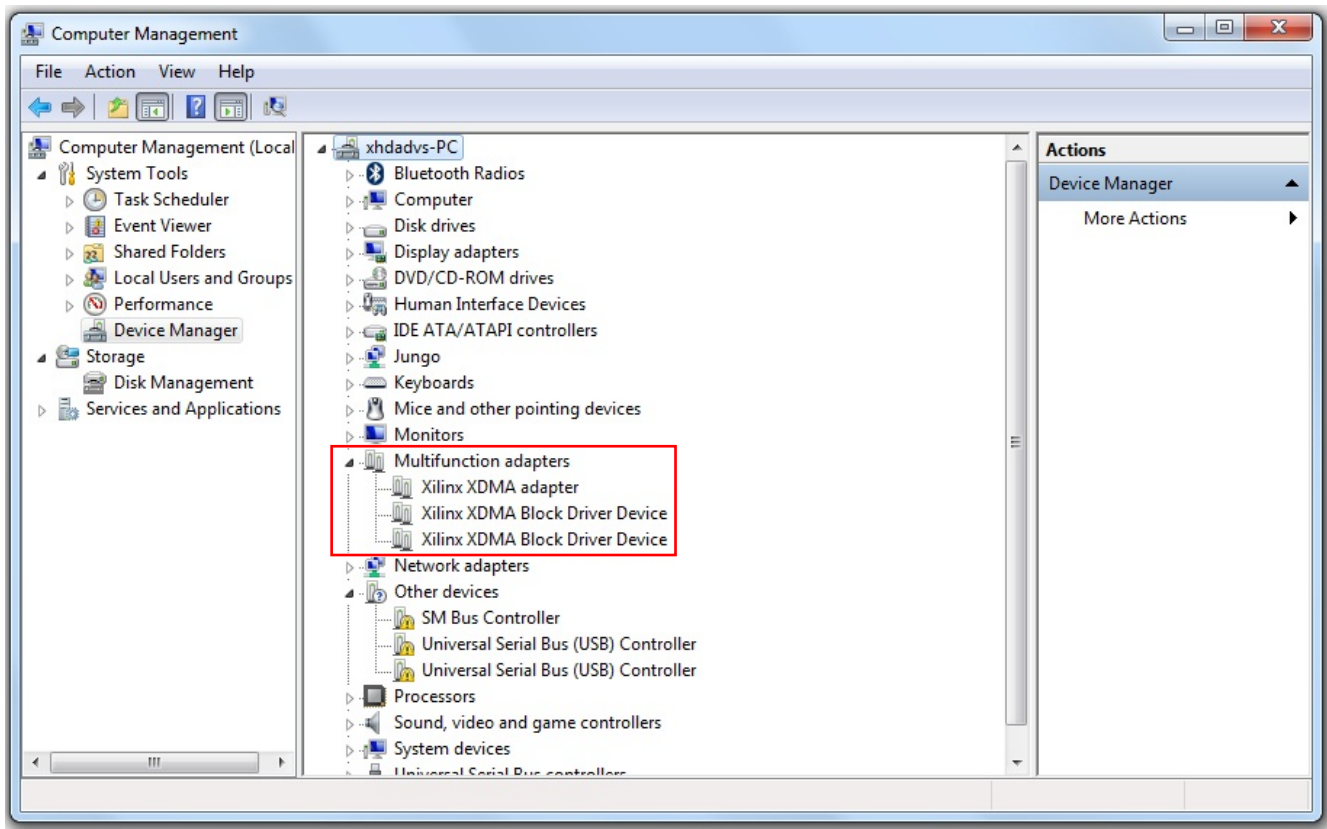 Computer Management
File Action View Help
Computer Management (Local
System Tools
Task Scheduler
Event Viewer
Shared Folders
Local Users and Groups
Performance
Device Manager
Storage
Disk Management
Services and Applications
xhdadvs-PC
Bluetooth Radios
Computer
Disk drives
Display adapters
DVD/CD-ROM drives
Human Interface Devices
IDE ATA/ATAPI controllers
Jungo
Keyboards
Mice and other pointing devices
Monitors
Multifunction adapters
Xilinx XDMA adapter
Xilinx XDMA Block Driver Device
Xilinx XDMA Block Driver Device
Network adapters
Other devices
SM Bus Controller
Universal Serial Bus (USB) Controller
Universal Serial Bus (USB) Controller
Processors
Sound, video and game controllers
System devices
Universal Serial Bus controllers
Actions
Device Manager
More Actions